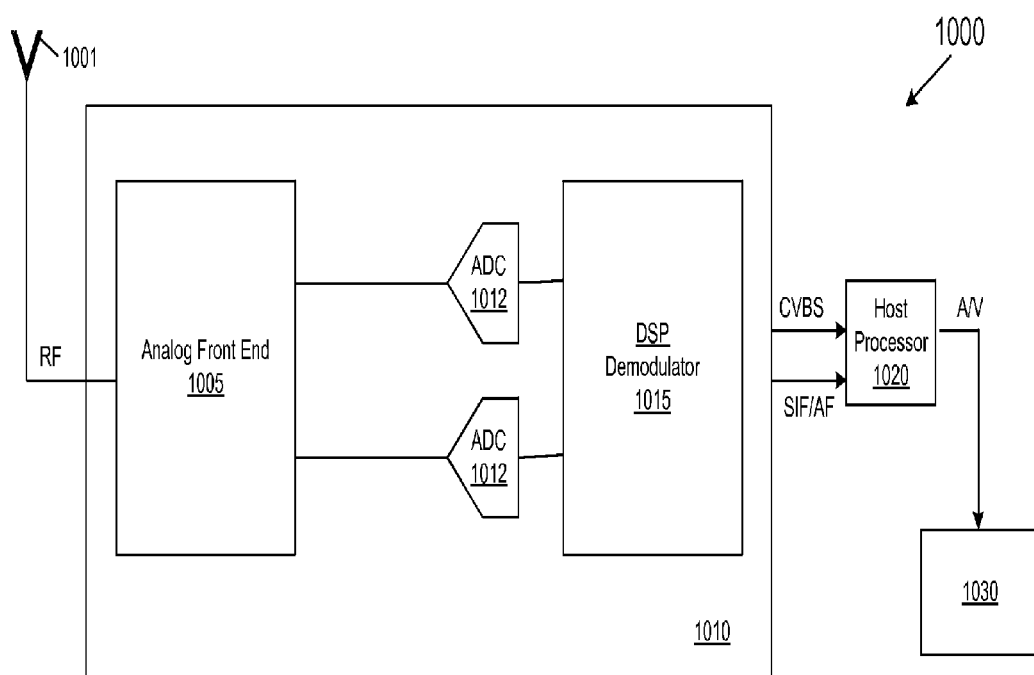 1000
1001
RF
Analog Front End
1005
ADC
1012
ADC
1012
DSP
Demodulator
1015
CVBS
SIF/AF
Host
Processor
1020
A/V
1030
1010